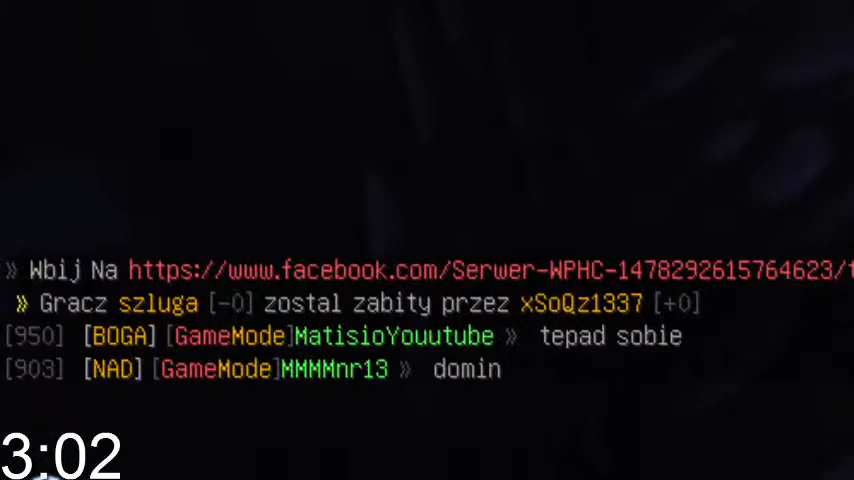 » Wbij Na https://www.facebook.com/Serwer-WPHC-1478292615764623/t
» Gracz szluga [-0] zostal zabity przez xSoQz1337 [+0]
[950] [BOGA] [GameMode]MatisioYouutube » tepad sobie
[903] [NAD] [GameMode]MMMMnr13 » domin
3:02